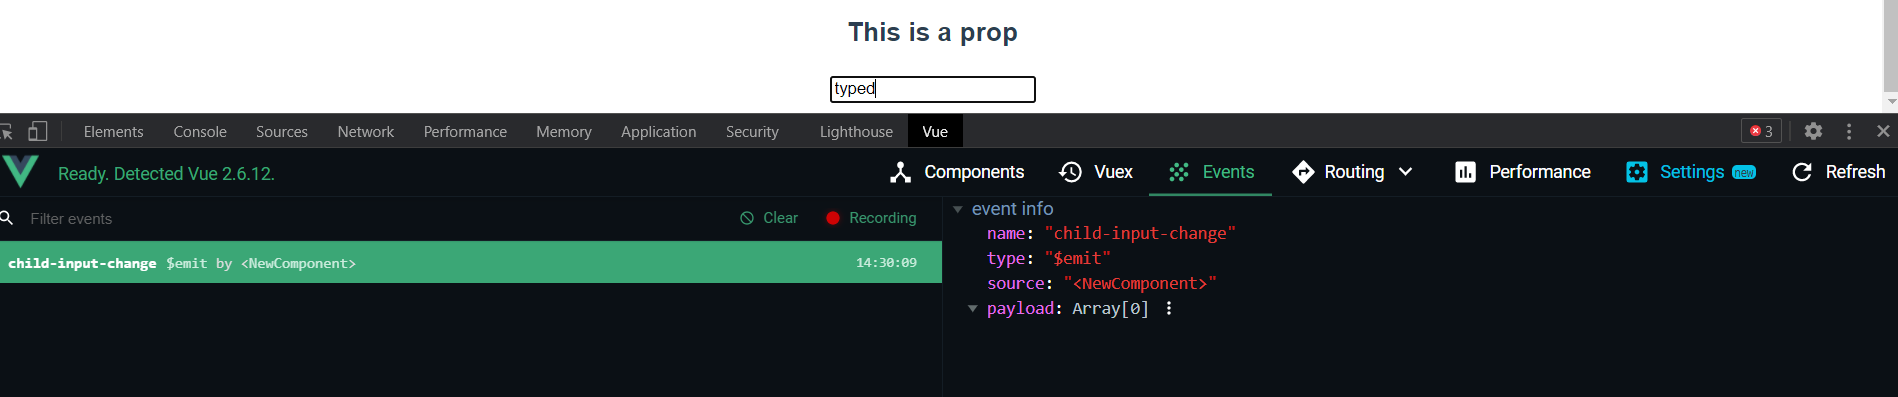 This is a prop
typed
Elements Console Sources Network Performance Memory Application Security Lighthouse Vue 3
Ready. Detected Vue 2.6.12. Components Vuex Events Routing Performance Settings new Refresh
Filter events Clear Recording
child-input-change $emit by <NewComponent> 14:30:09
event info
name: "child-input-change"
type: "$emit"
source: "<NewComponent>"
payload: Array[0]